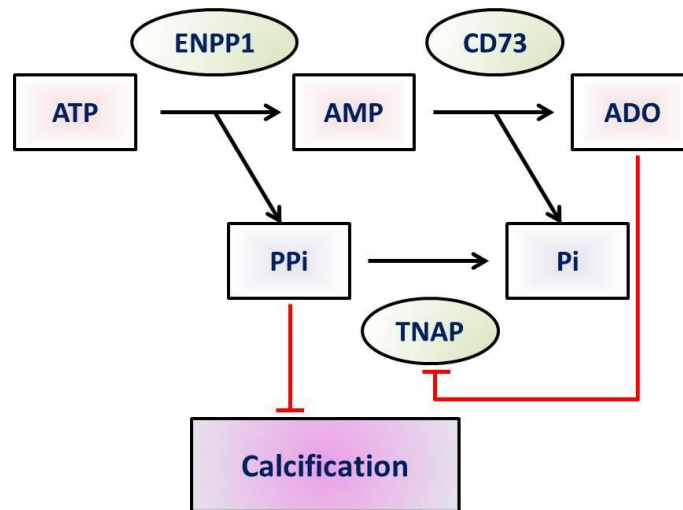 ENPP1
CD73
ATP
AMP
ADO
PPi
Pi
TNAP
Calcification